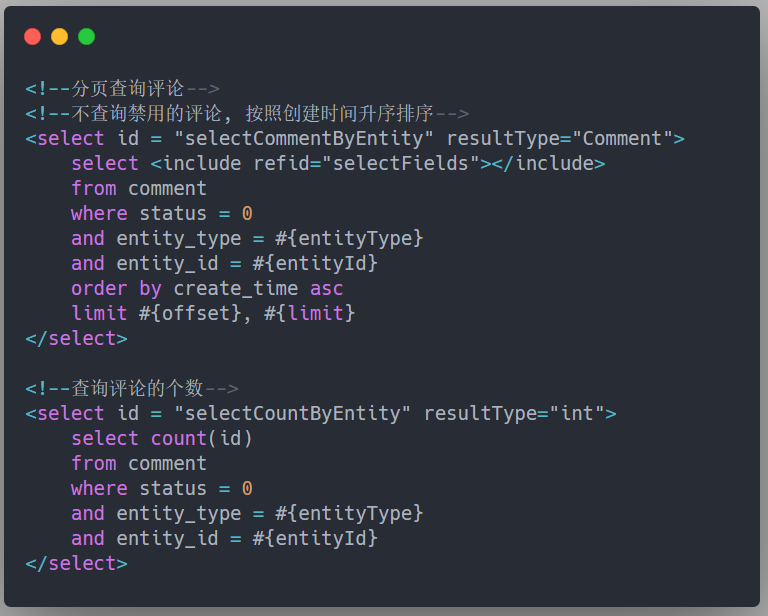 <!--分页查询评论-->
<!--不查询禁用的评论, 按照创建时间升序排序-->
<select id = "selectCommentByEntity" resultType="Comment">
    select <include refid="selectFields"></include>
    from comment
    where status = 0
    and entity_type = #{entityType}
    and entity_id = #{entityId}
    order by create_time asc
    limit #{offset}, #{limit}
</select>

<!--查询评论的个数-->
<select id = "selectCountByEntity" resultType="int">
    select count(id)
    from comment
    where status = 0
    and entity_type = #{entityType}
    and entity_id = #{entityId}
</select>